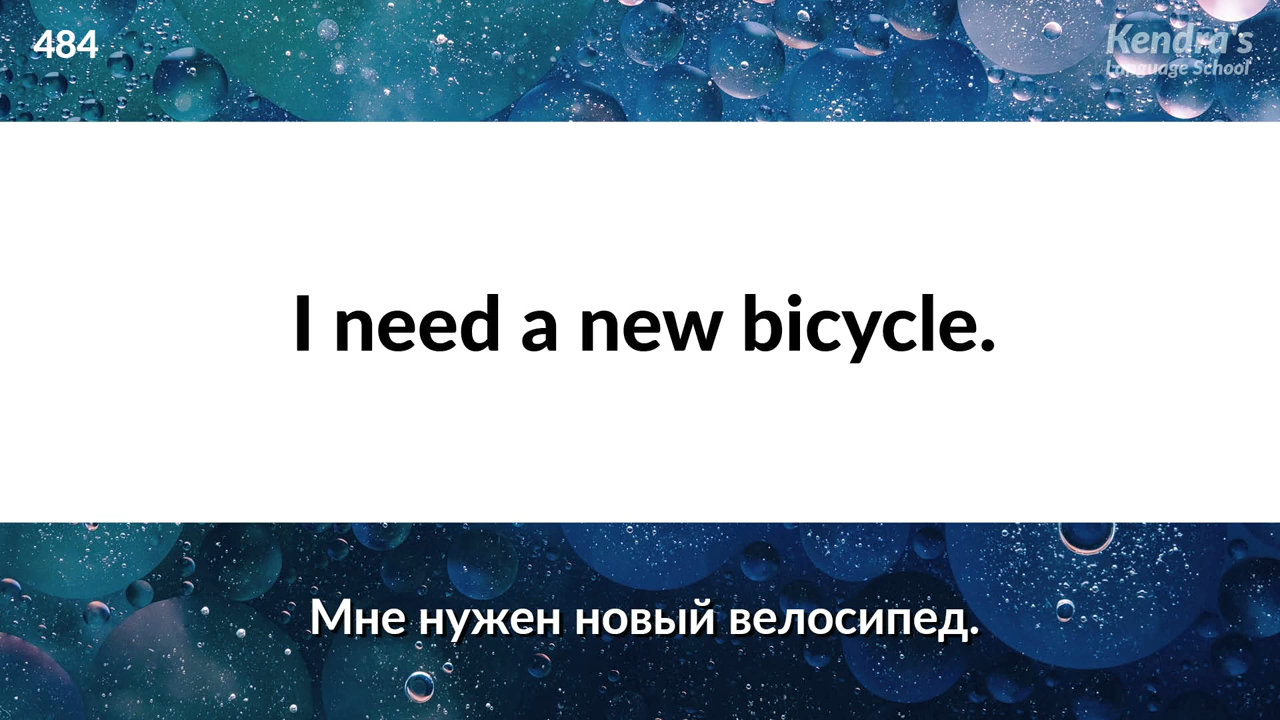 484
Kendra's
Language School
I need a new bicycle.
Мне нужен новый велосипед.